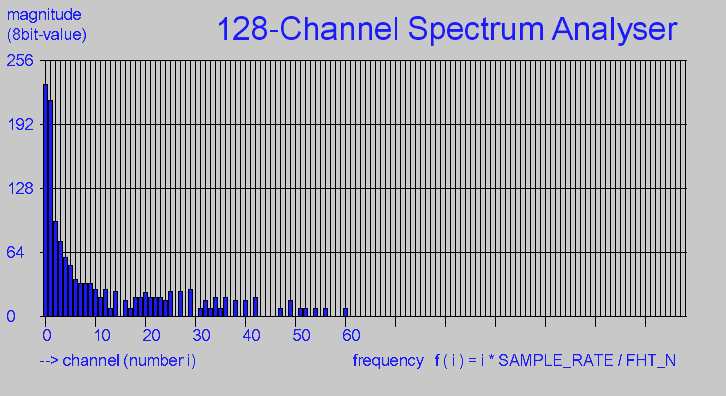 magnitude
(8bit-value)
128-Channel Spectrum Analyser
256
192
128
64
0
0 10 20 30 40 50 60
--> channel (number i) frequency f ( i ) = i * SAMPLE_RATE / FHT_N